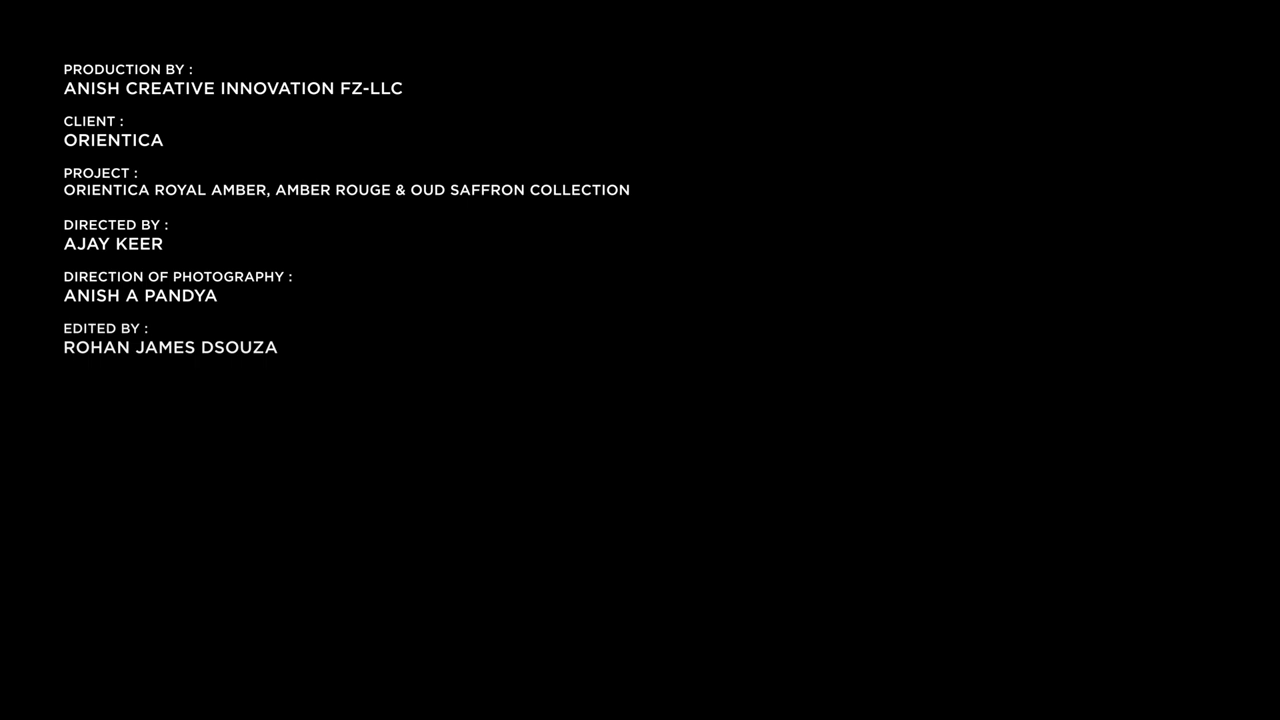 PRODUCTION BY :
ANISH CREATIVE INNOVATION FZ-LLC
CLIENT :
ORIENTICA
PROJECT :
ORIENTICA ROYAL AMBER, AMBER ROUGE & OUD SAFFRON COLLECTION
DIRECTED BY :
AJAY KEER
DIRECTION OF PHOTOGRAPHY :
ANISH A PANDYA
EDITED BY :
ROHAN JAMES DSOUZA